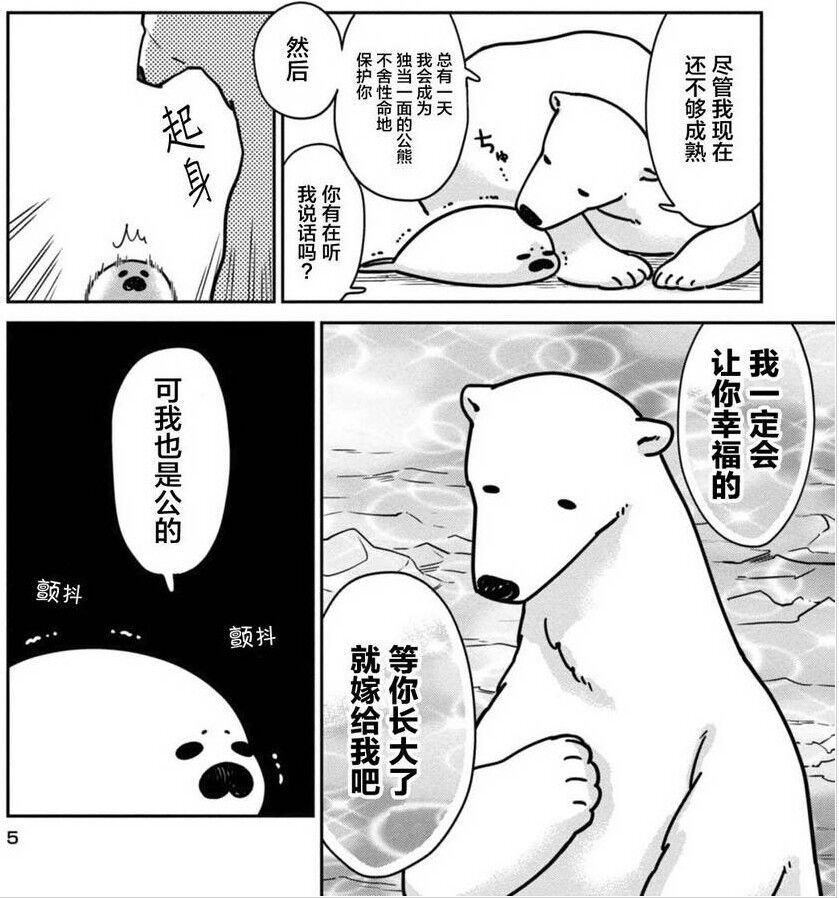 尽管我现在
还不够成熟
总有一天
我会成为
独当一面的公熊
不舍性命地
保护你
ちゅ
然后
你有在听
我说话吗?
起身
我一定会
让你幸福的
等你长大了
就嫁给我吧
可我也是公的
颤抖
颤抖
5